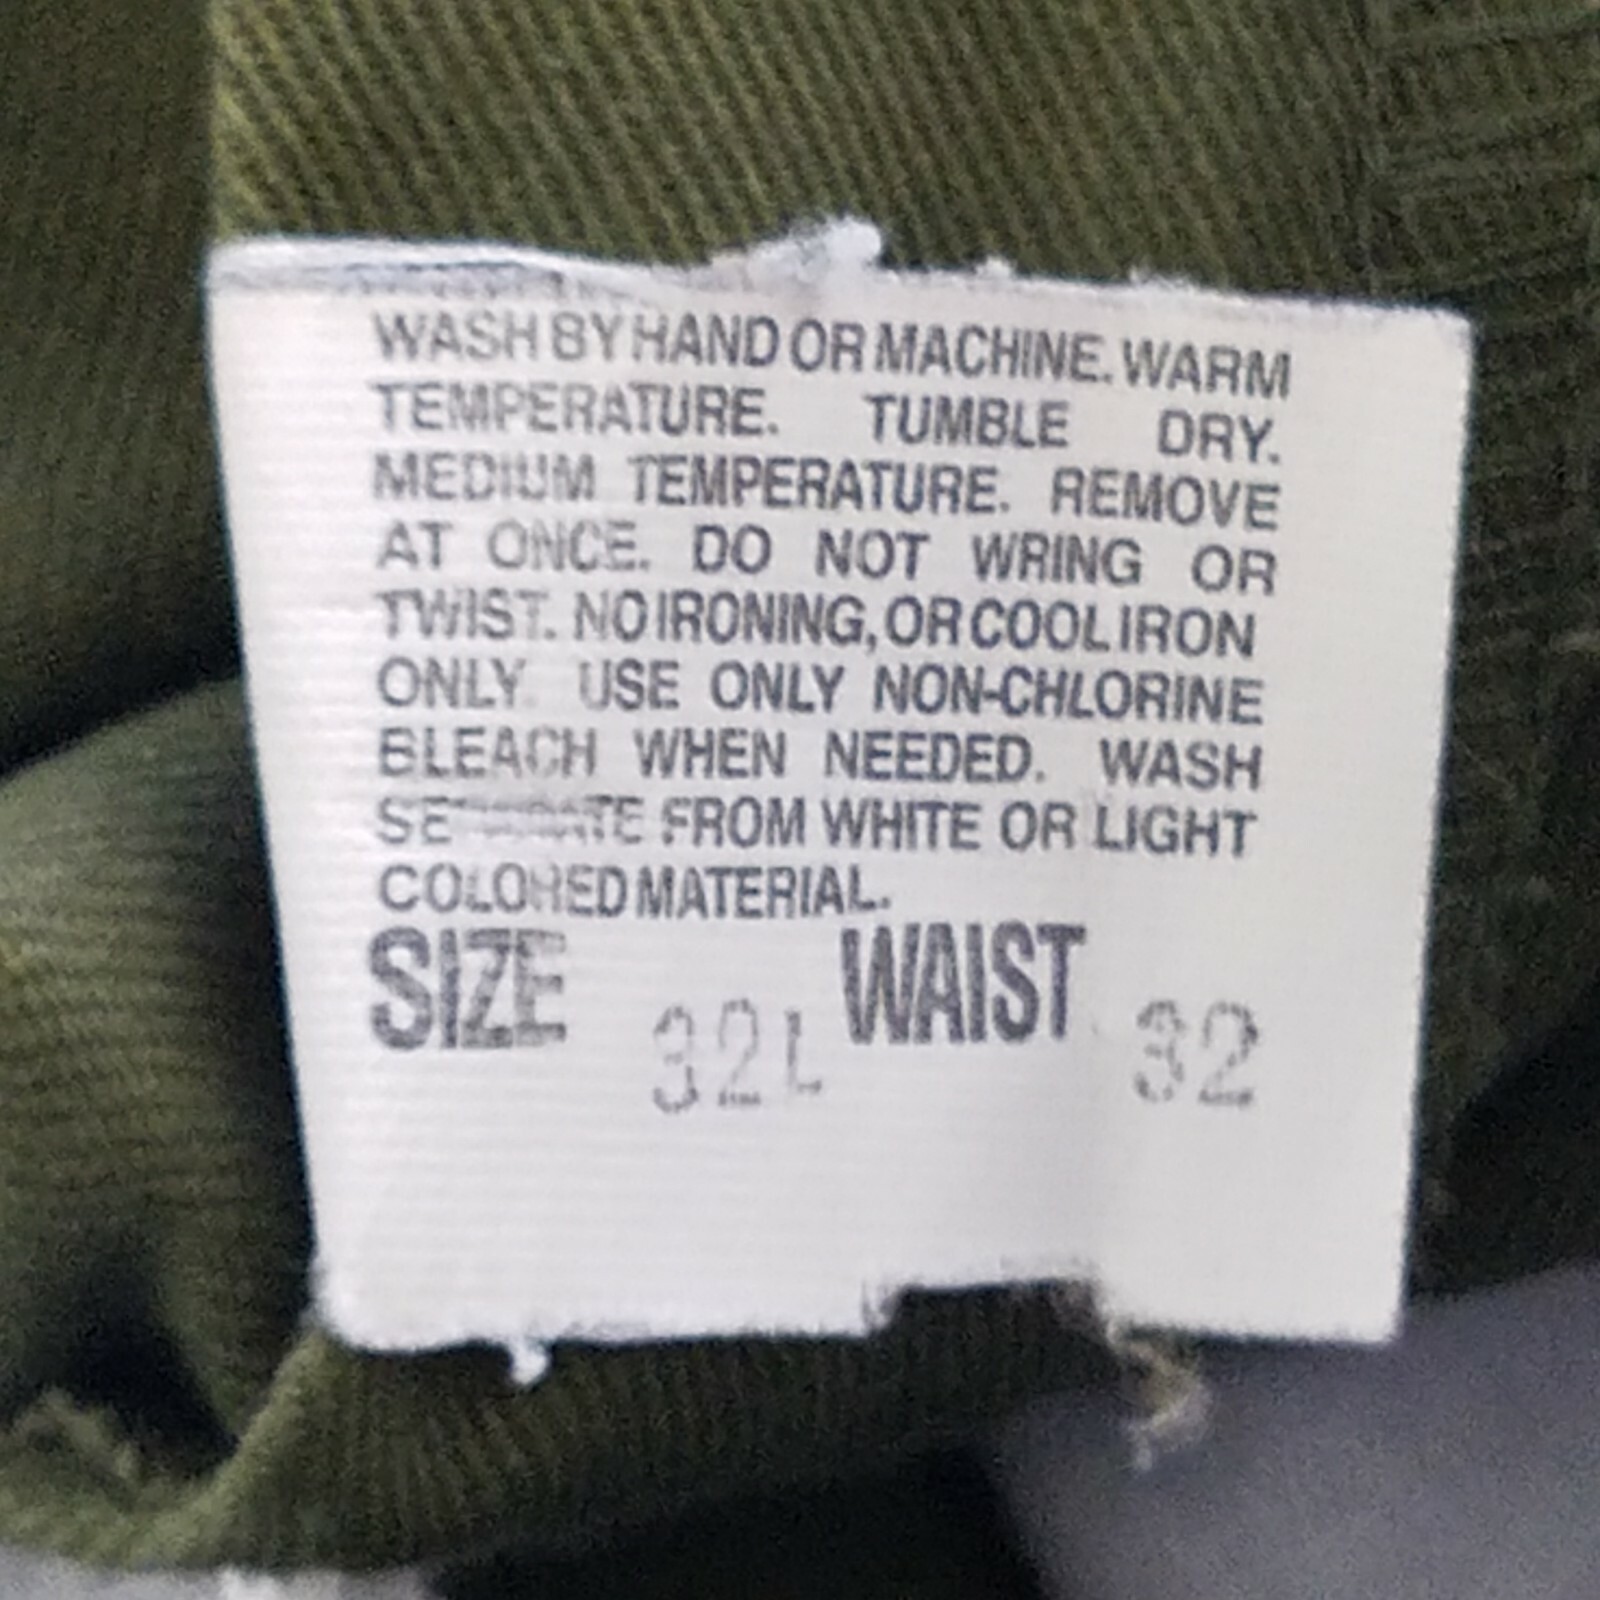 WASH BY HAND OR MACHINE. WARM
TEMPERATURE. TUMBLE DRY.
MEDIUM TEMPERATURE. REMOVE
AT ONCE. DO NOT WRING OR
TWIST. NO IRONING, OR COOL IRON
ONLY. USE ONLY NON-CHLORINE
BLEACH WHEN NEEDED. WASH
SEPARATE FROM WHITE OR LIGHT
COLORED MATERIAL.
SIZE 32L WAIST 32